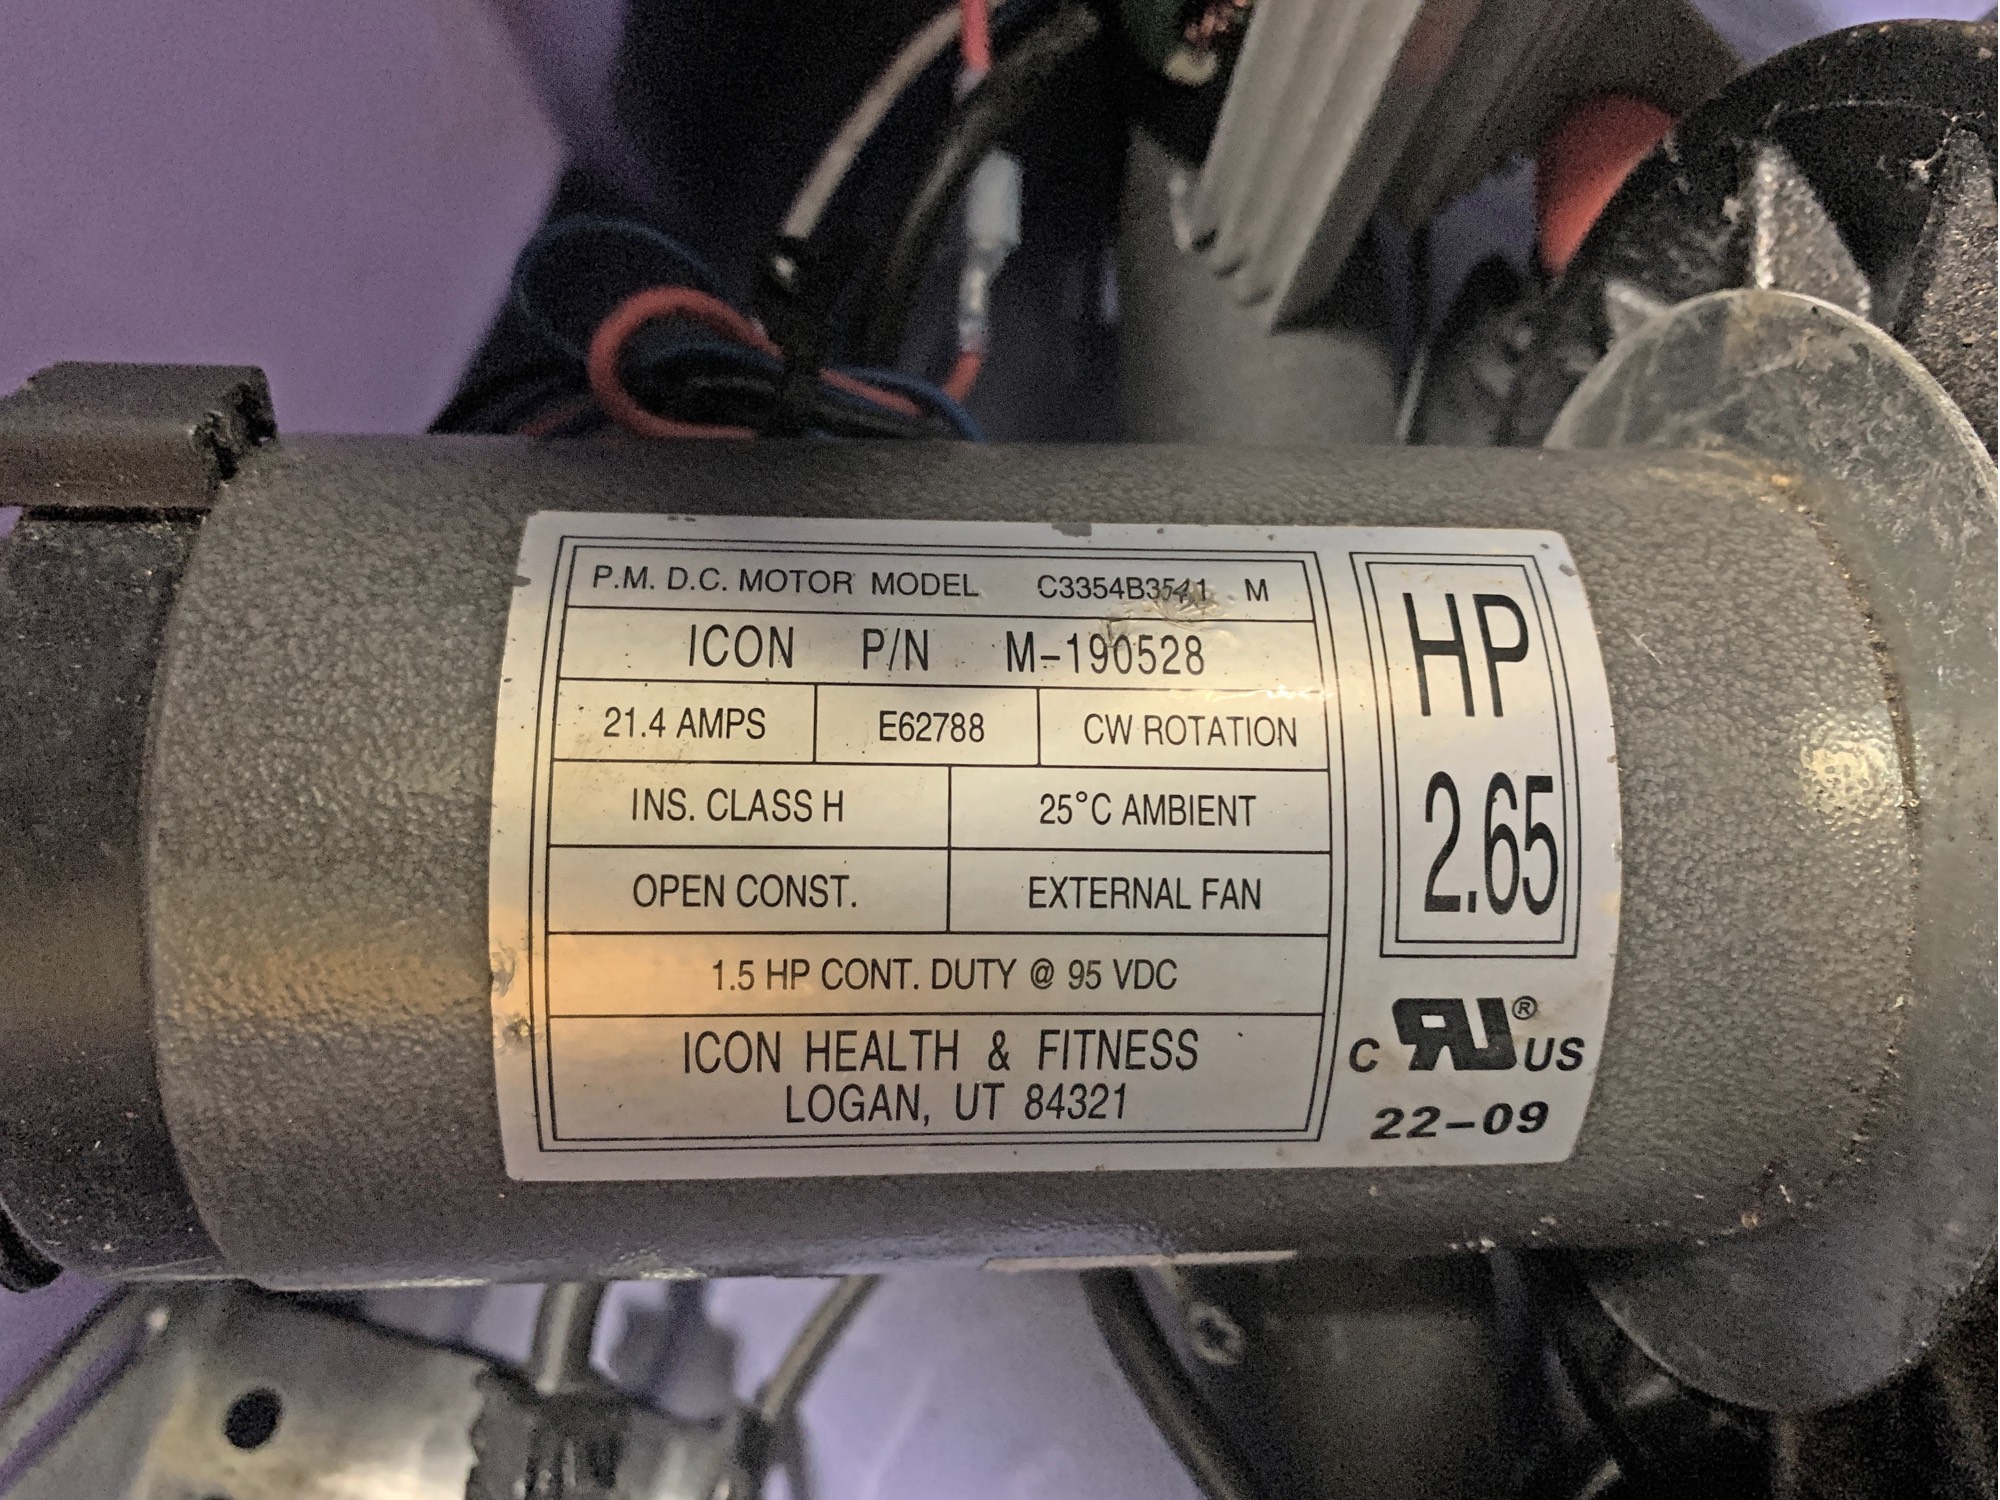 P.M. D.C. MOTOR MODEL C3354B3541 M
ICON P/N M-190528
21.4 AMPS E62788 CW ROTATION
INS. CLASS H 25°C AMBIENT
OPEN CONST. EXTERNAL FAN
1.5 HP CONT. DUTY @ 95 VDC
ICON HEALTH & FITNESS
LOGAN, UT 84321
HP
2.65
C RU® US
22-09